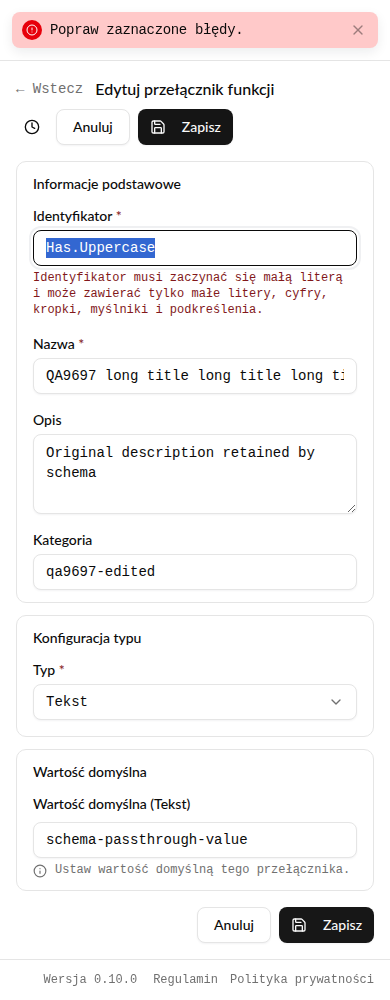 Popraw zaznaczone błędy.
← Wstecz Edytuj przełącznik funkcji
Anuluj Zapisz
Informacje podstawowe
Identyfikator *
Has.Uppercase
Identyfikator musi zaczynać się małą literą
i może zawierać tylko małe litery, cyfry,
kropki, myślniki i podkreślenia.
Nazwa *
QA9697 long title long title long ti
Opis
Original description retained by
schema
Kategoria
qa9697-edited
Konfiguracja typu
Typ *
Tekst
Wartość domyślna
Wartość domyślna (Tekst)
schema-passthrough-value
Ustaw wartość domyślną tego przełącznika.
Anuluj Zapisz
Wersja 0.10.0 Regulamin Polityka prywatności